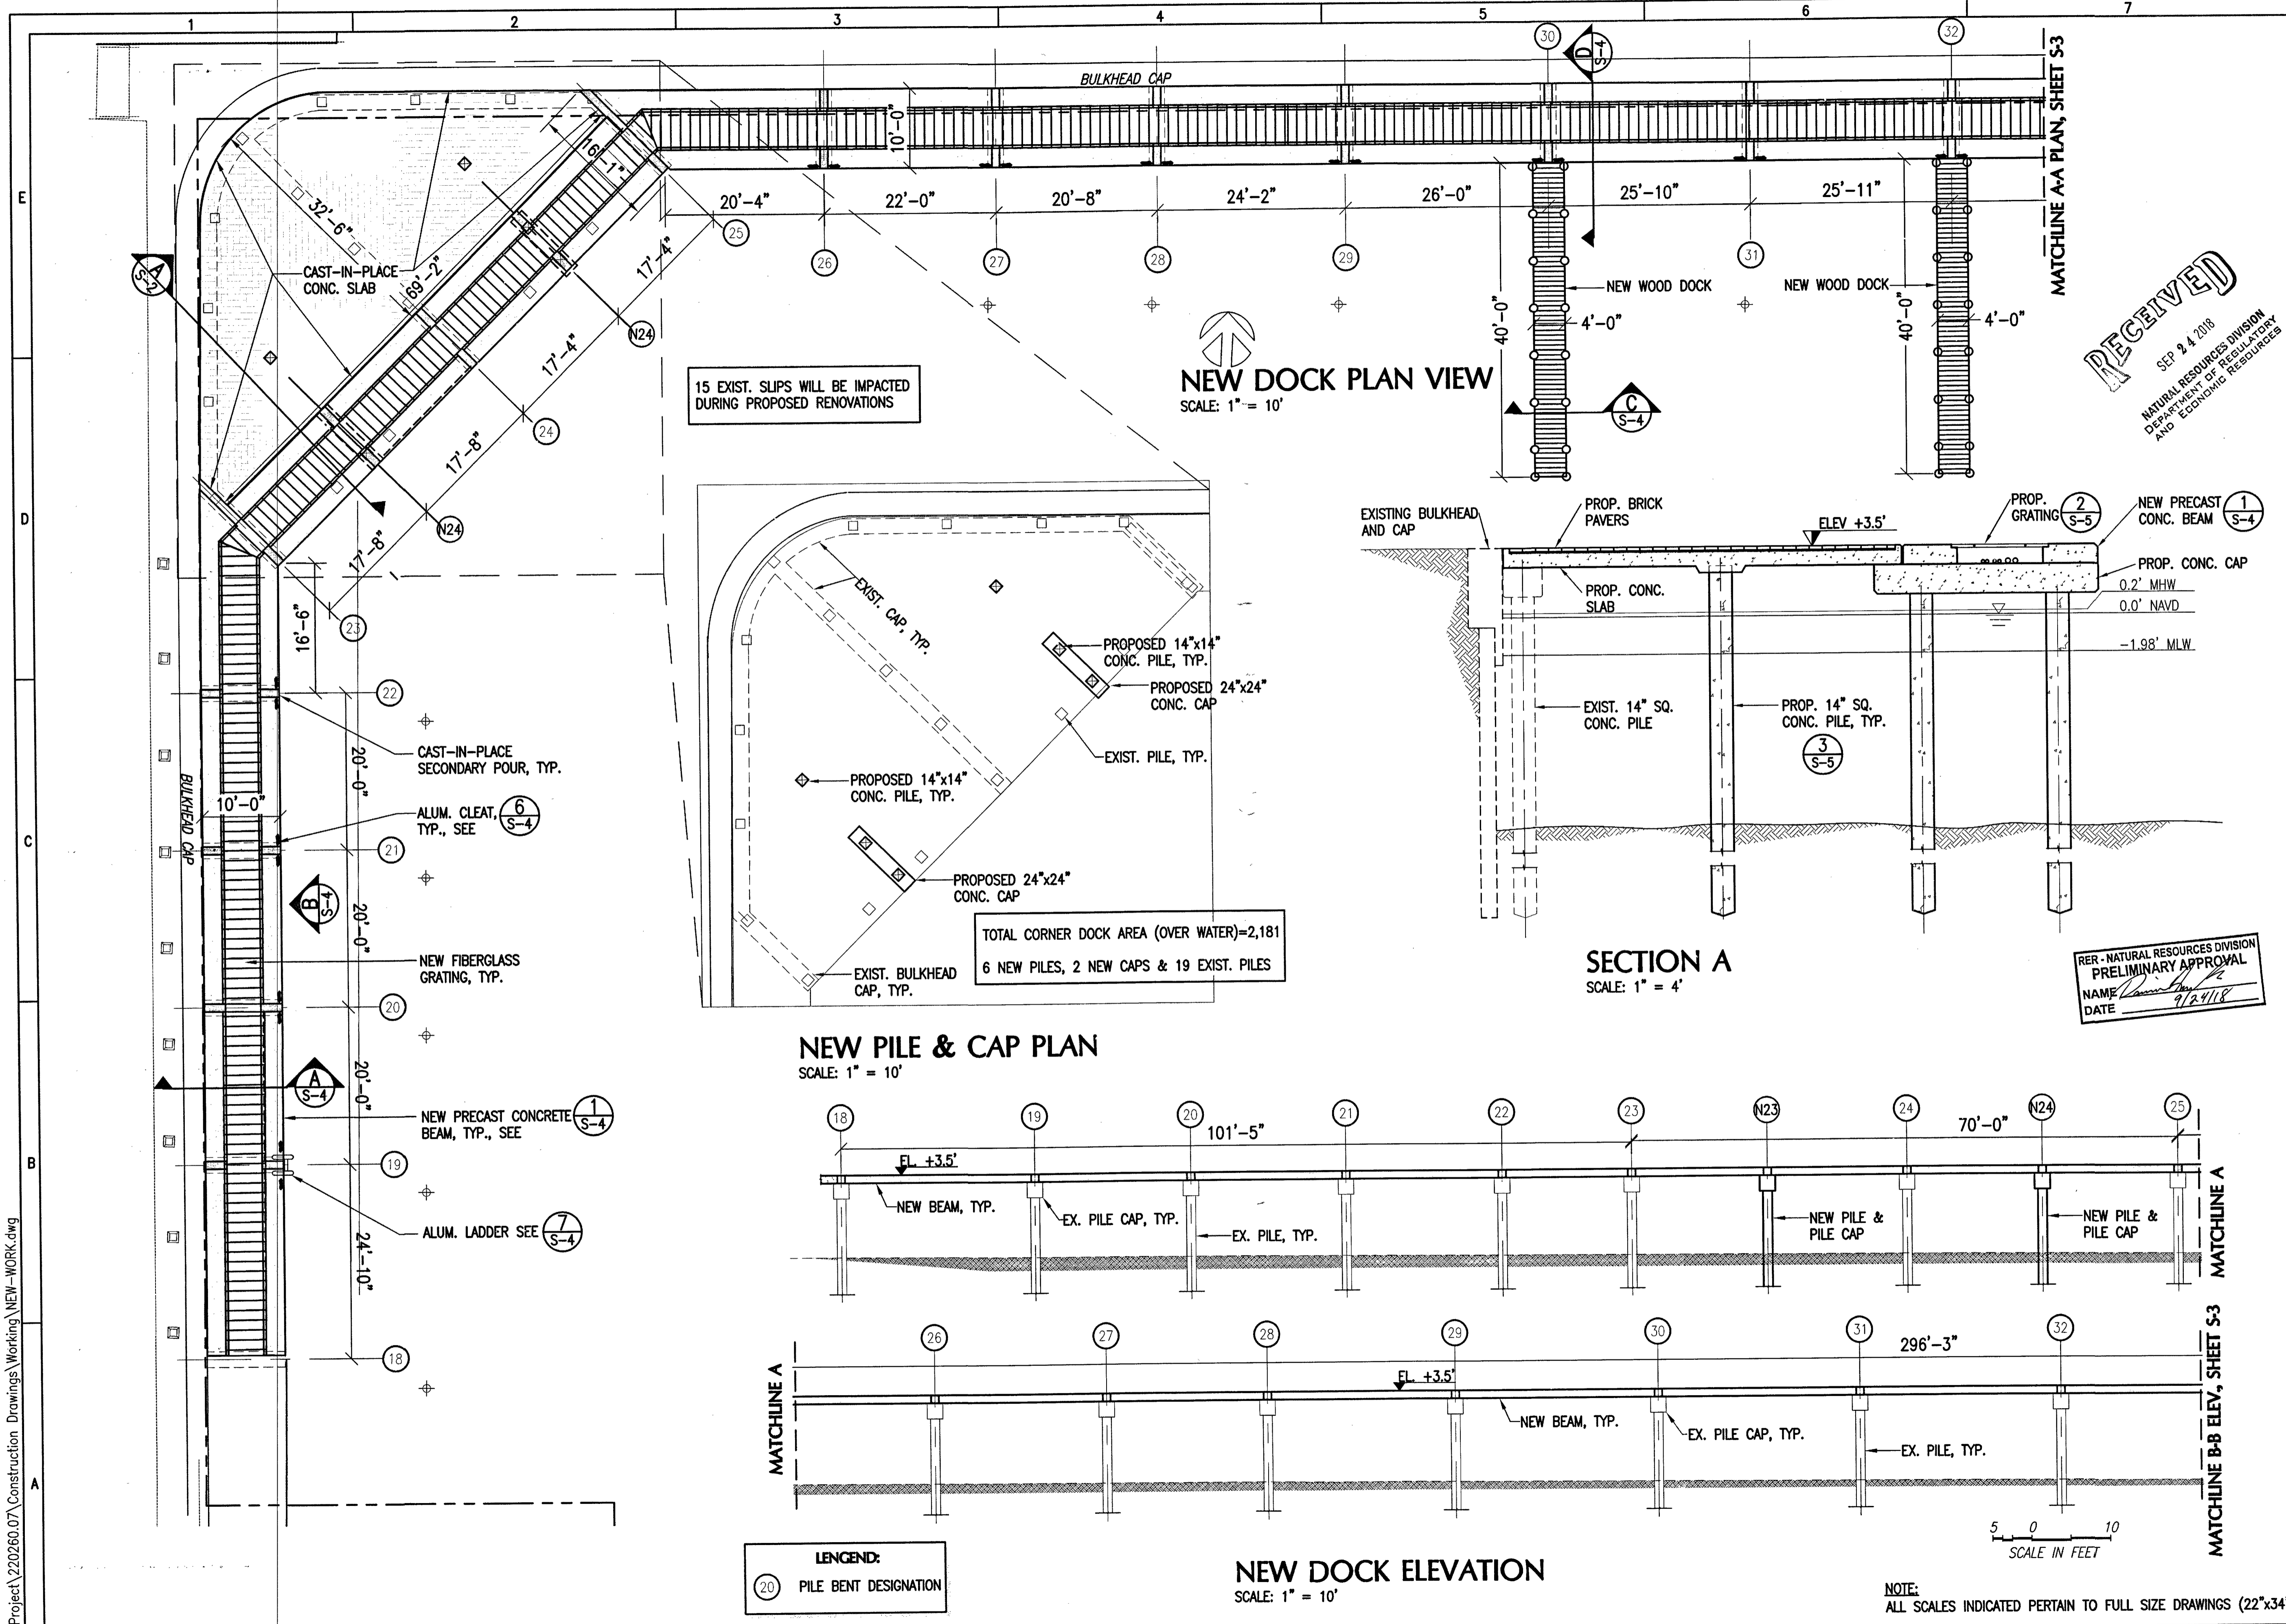 1
2
3
4
5
6
7
E
D
C
B
A
30
D
S-4
32
BULKHEAD CAP
MATCHLINE A-A PLAN, SHEET S-3
10'-0"
16'-1"
32'-6"
69'-2"
CAST-IN-PLACE
CONC. SLAB
A
S-2
20'-4"
22'-0"
20'-8"
24'-2"
26'-0"
25'-10"
25'-11"
25
26
27
28
29
31
17'-4"
N24
17'-4"
24
17'-8"
N24
17'-8"
23
NEW WOOD DOCK
NEW WOOD DOCK
40'-0"
4'-0"
40'-0"
4'-0"
C
S-4
RECEIVED
SEP 24 2018
NATURAL RESOURCES DIVISION
DEPARTMENT OF REGULATORY
AND ECONOMIC RESOURCES
15 EXIST. SLIPS WILL BE IMPACTED
DURING PROPOSED RENOVATIONS
NEW DOCK PLAN VIEW
SCALE: 1" = 10'
16'-6"
22
CAST-IN-PLACE
SECONDARY POUR, TYP.
20'-0"
BULKHEAD CAP
10'-0"
ALUM. CLEAT,
TYP., SEE
6
S-4
21
B
S-4
20'-0"
NEW FIBERGLASS
GRATING, TYP.
20
A
S-4
20'-0"
NEW PRECAST CONCRETE
BEAM, TYP., SEE
1
S-4
19
ALUM. LADDER SEE
7
S-4
24'-10"
18
EXIST. CAP, TYP.
PROPOSED 14"x14"
CONC. PILE, TYP.
PROPOSED 24"x24"
CONC. CAP
EXIST. PILE, TYP.
PROPOSED 14"x14"
CONC. PILE, TYP.
PROPOSED 24"x24"
CONC. CAP
EXIST. BULKHEAD
CAP, TYP.
TOTAL CORNER DOCK AREA (OVER WATER)=2,181
6 NEW PILES, 2 NEW CAPS & 19 EXIST. PILES
NEW PILE & CAP PLAN
SCALE: 1" = 10'
EXISTING BULKHEAD
AND CAP
PROP. BRICK
PAVERS
ELEV +3.5'
PROP.
GRATING
2
S-5
NEW PRECAST
CONC. BEAM
1
S-4
PROP. CONC. CAP
PROP. CONC.
SLAB
0.2' MHW
0.0' NAVD
-1.98' MLW
EXIST. 14" SQ.
CONC. PILE
PROP. 14" SQ.
CONC. PILE, TYP.
3
S-5
SECTION A
SCALE: 1" = 4'
RER - NATURAL RESOURCES DIVISION
PRELIMINARY APPROVAL
NAME
DATE 9/24/18
18
19
20
21
22
23
N23
24
N24
25
101'-5"
70'-0"
EL. +3.5'
NEW BEAM, TYP.
EX. PILE CAP, TYP.
EX. PILE, TYP.
NEW PILE &
PILE CAP
NEW PILE &
PILE CAP
MATCHLINE A
26
27
28
29
30
31
32
296'-3"
MATCHLINE A
EL. +3.5'
NEW BEAM, TYP.
EX. PILE CAP, TYP.
EX. PILE, TYP.
MATCHLINE B-B ELEV., SHEET S-3
LENGEND:
20
PILE BENT DESIGNATION
NEW DOCK ELEVATION
SCALE: 1" = 10'
5 0 10
SCALE IN FEET
NOTE:
ALL SCALES INDICATED PERTAIN TO FULL SIZE DRAWINGS (22"x34
Project\220260.07\Construction Drawings\Working\NEW-WORK.dwg